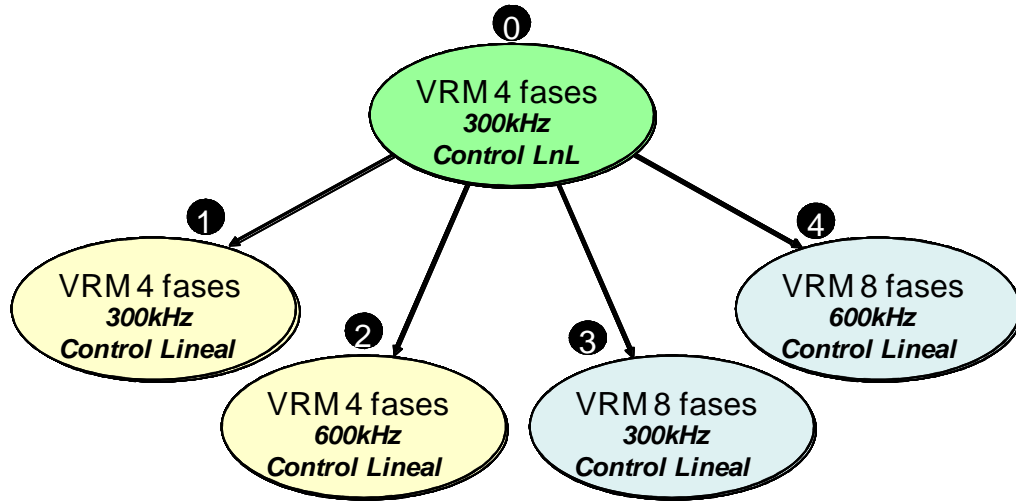 0
VRM 4 fases
300kHz
Control LnL
1
VRM 4 fases
300kHz
Control Lineal
2
VRM 4 fases
600kHz
Control Lineal
3
VRM 8 fases
300kHz
Control Lineal
4
VRM 8 fases
600kHz
Control Lineal